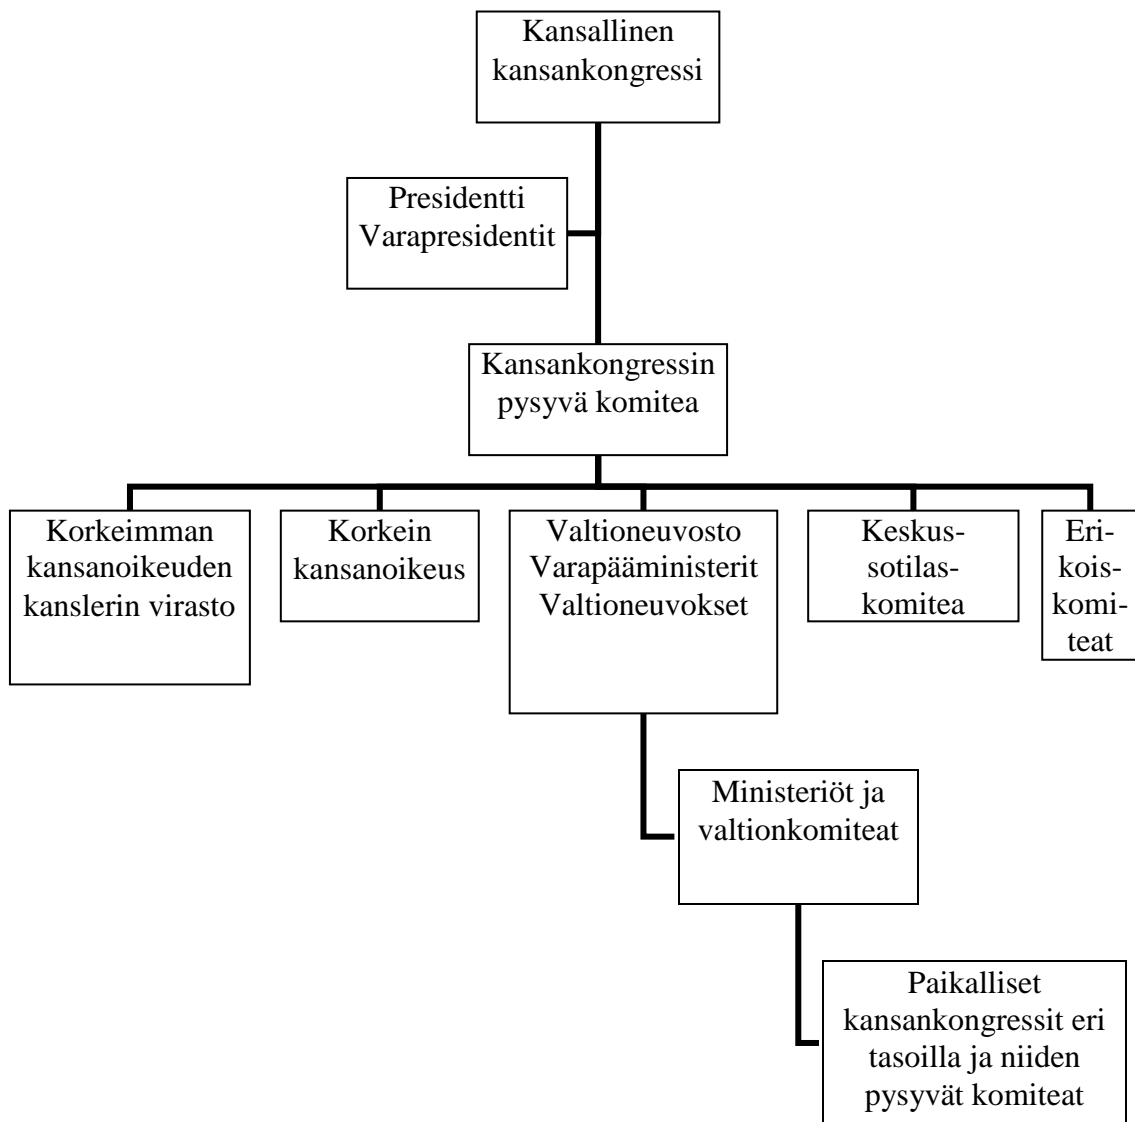 Kansallinen
kansankongressi
Presidentti
Varapresidentit
Kansankongressin
pysyvä komitea
Korkeimman
kansanoikeuden
kanslerin virasto
Korkein
kansanoikeus
Valtioneuvosto
Varapääministerit
Valtioneuvokset
Keskus-
sotilas-
komitea
Eri-
kois-
komi-
teat
Ministeriöt ja
valtionkomiteat
Paikalliset
kansankongressit eri
tasoilla ja niiden
pysyvät komiteat